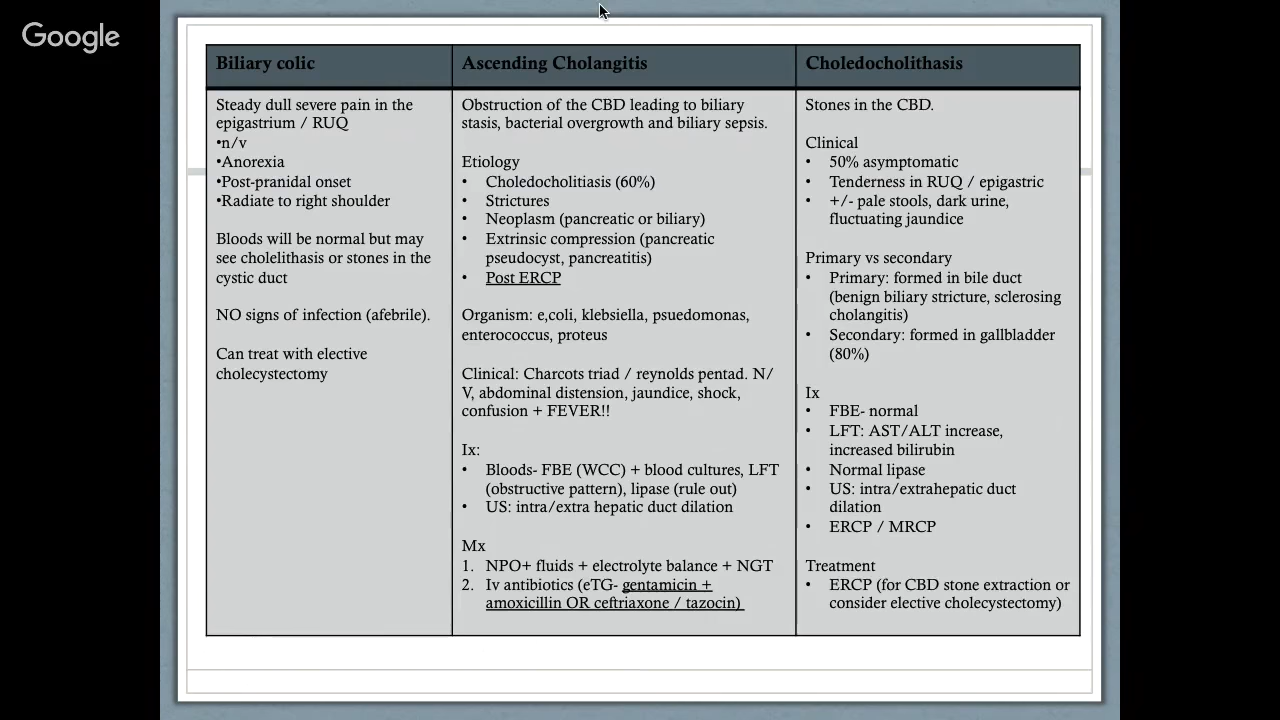 Google
Biliary colic
Steady dull severe pain in the
epigastrium / RUQ
•n/v
•Anorexia
•Post-pranidal onset
•Radiate to right shoulder
Bloods will be normal but may
see cholelithasis or stones in the
cystic duct
NO signs of infection (afebrile).
Can treat with elective
cholecystectomy
Ascending Cholangitis
Obstruction of the CBD leading to biliary
stasis, bacterial overgrowth and biliary sepsis.
Etiology
• Choledocholitiasis (60%)
• Strictures
• Neoplasm (pancreatic or biliary)
• Extrinsic compression (pancreatic
pseudocyst, pancreatitis)
• Post ERCP
Organism: e,coli, klebsiella, psuedomonas,
enterococcus, proteus
Clinical: Charcots triad / reynolds pentad. N/
V, abdominal distension, jaundice, shock,
confusion + FEVER!!
Ix:
• Bloods- FBE (WCC) + blood cultures, LFT
(obstructive pattern), lipase (rule out)
• US: intra/extra hepatic duct dilation
Mx
1. NPO+ fluids + electrolyte balance + NGT
2. Iv antibiotics (eTG- gentamicin +
amoxicillin OR ceftriaxone / tazocin)
Choledocholithasis
Stones in the CBD.
Clinical
• 50% asymptomatic
• Tenderness in RUQ / epigastric
• +/- pale stools, dark urine,
fluctuating jaundice
Primary vs secondary
• Primary: formed in bile duct
(benign biliary stricture, sclerosing
cholangitis)
• Secondary: formed in gallbladder
(80%)
Ix
• FBE- normal
• LFT: AST/ALT increase,
increased bilirubin
• Normal lipase
• US: intra/extrahepatic duct
dilation
• ERCP / MRCP
Treatment
• ERCP (for CBD stone extraction or
consider elective cholecystectomy)